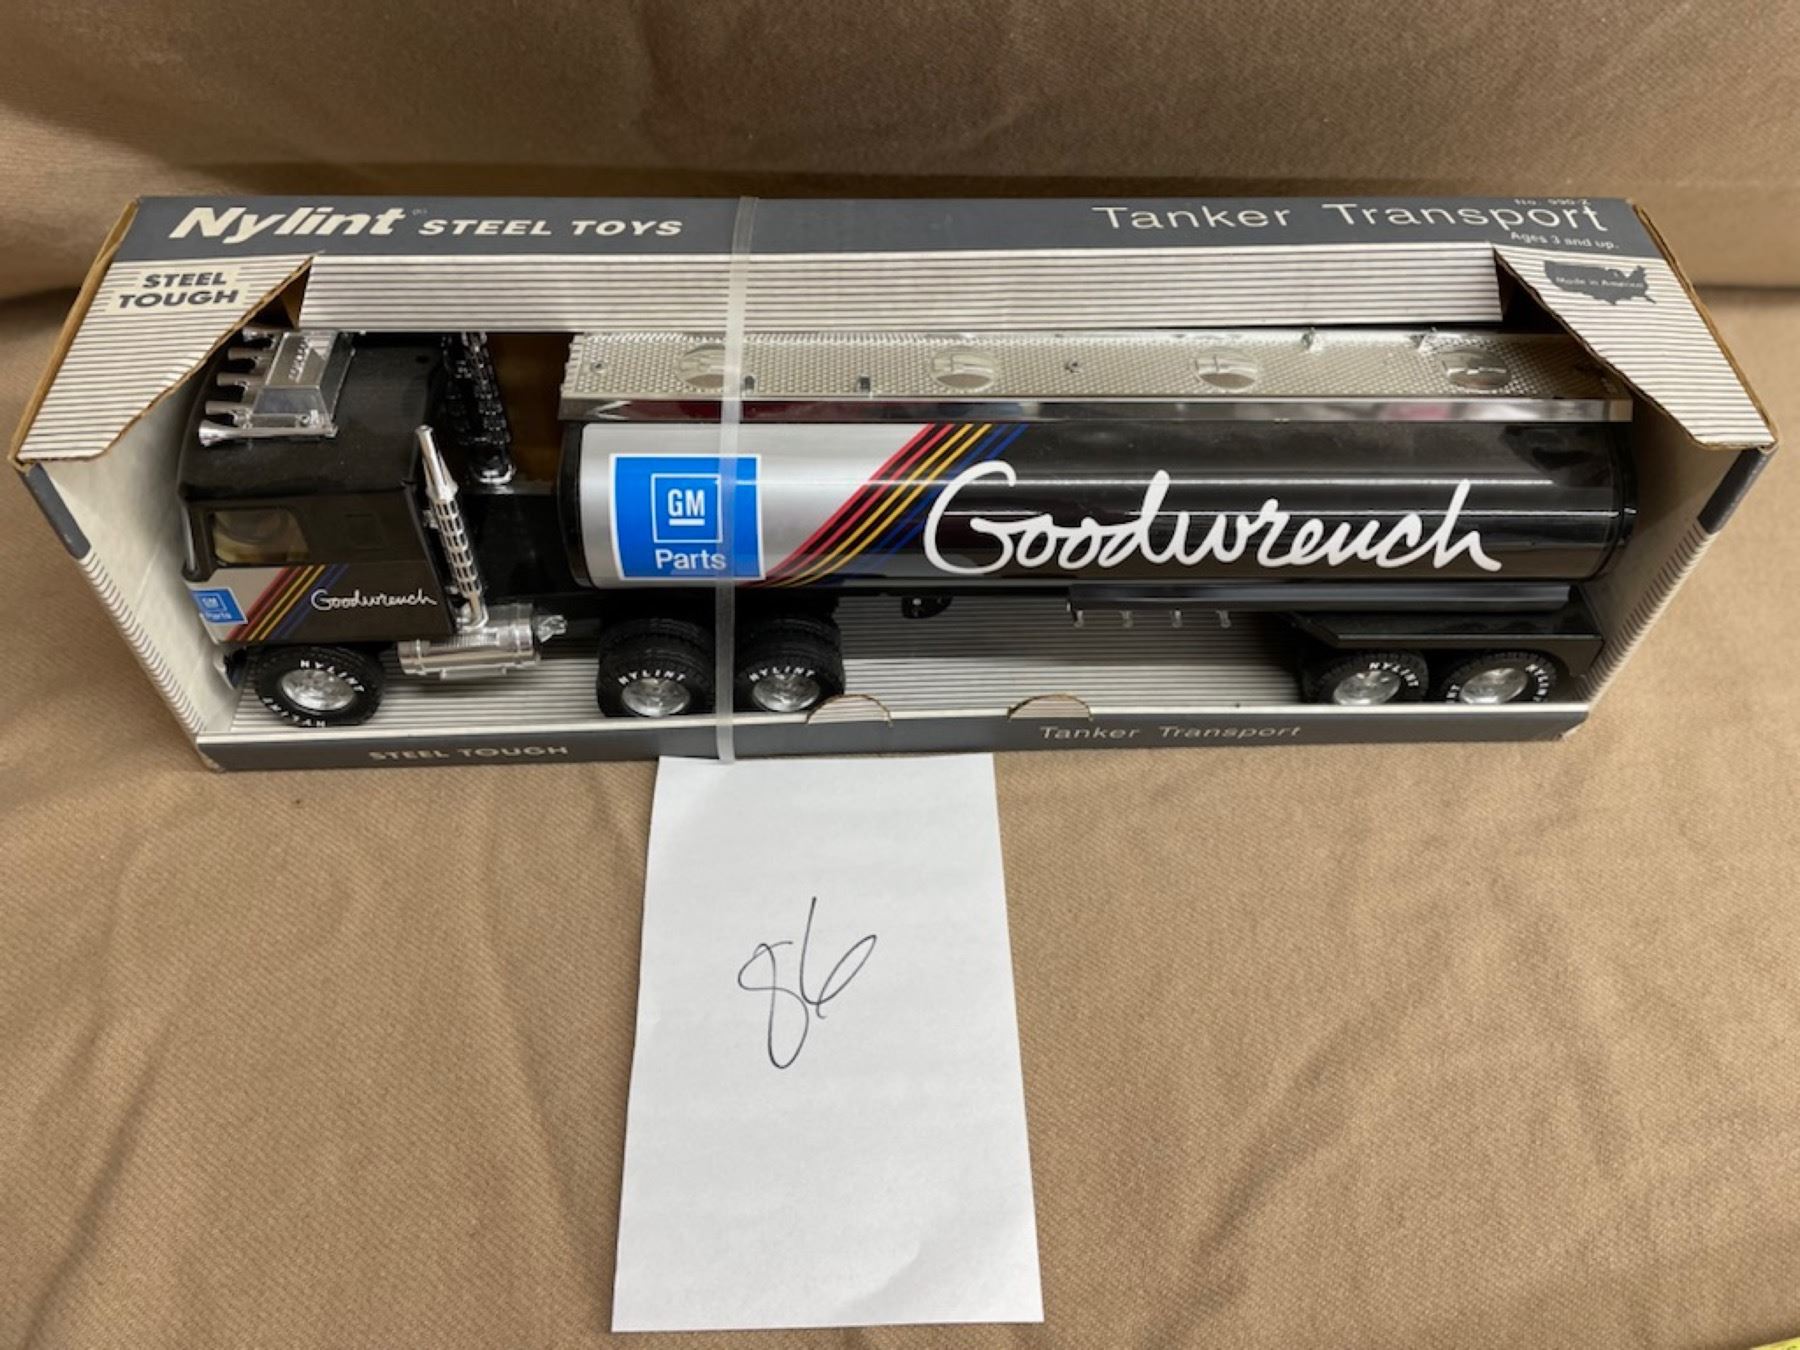 Nylint STEEL TOYS
Tanker Transport
Ages 3 and up.
STEEL
TOUGH
Made in America
GM
Parts
Goodwrench
GM
Parts
Goodwrench
NYLINT
NYLINT
NYLINT
NYLINT
NYLINT
NYLINT
STEEL TOUGH
Tanker Transport
86